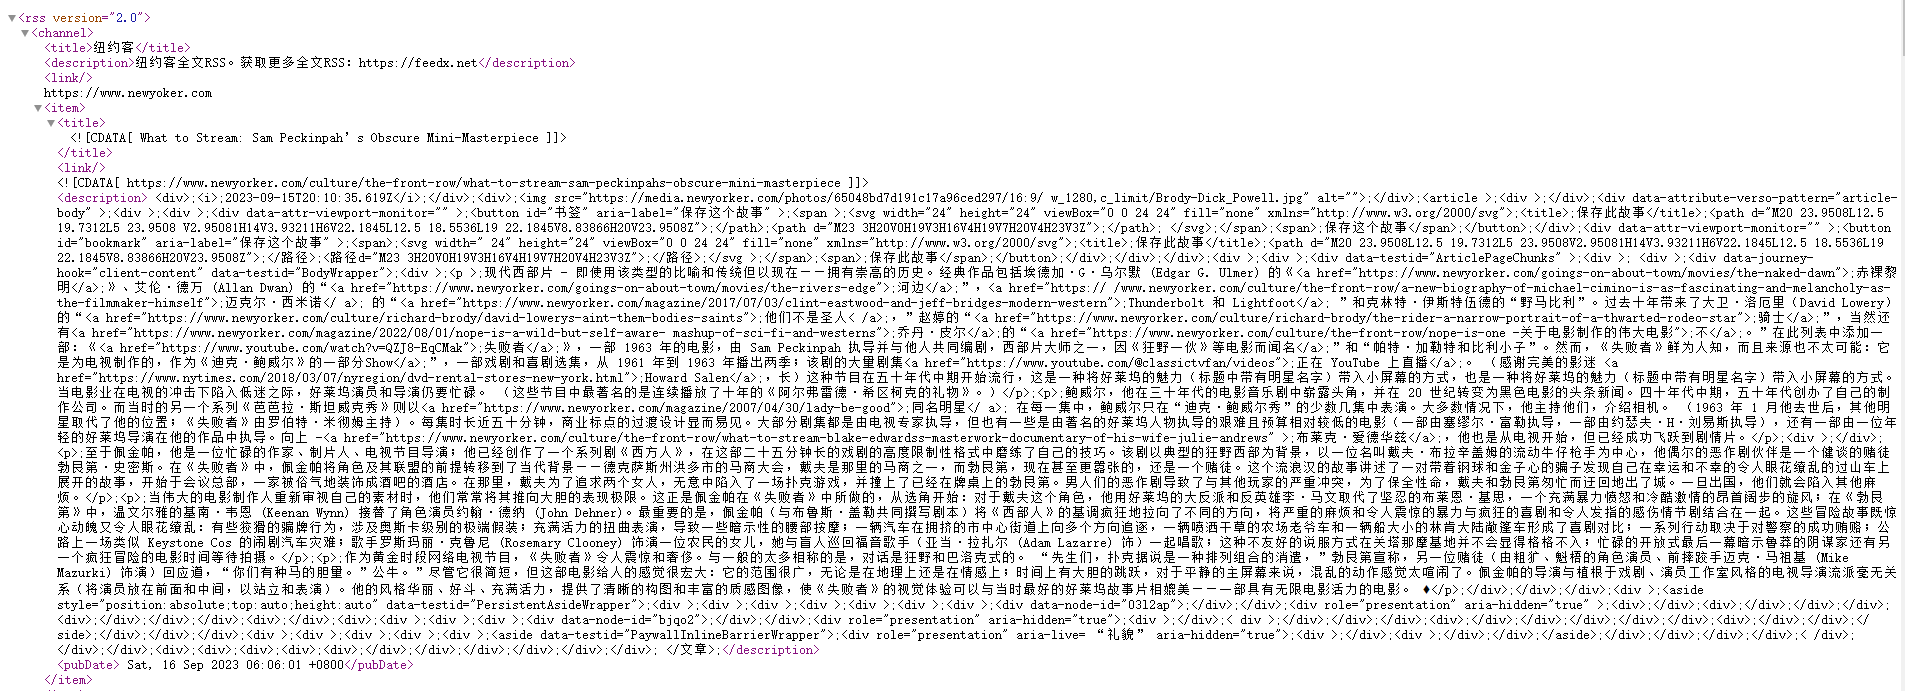 ▼<rss version="2.0">
▼<channel>
<title>纽约客</title>
<description>纽约客全文RSS。获取更多全文RSS：https://feedx.net</description>
<link/>
https://www.newyoker.com
▼<item>
▼<title>
<![CDATA[ What to Stream: Sam Peckinpah’s Obscure Mini-Masterpiece ]]>
</title>
<link/>
<![CDATA[ https://www.newyorker.com/culture/the-front-row/what-to-stream-sam-peckinpahs-obscure-mini-masterpiece ]]>
<description> <div>;<i>;2023-09-15T20:10:35.619Z</i>;</div>;<div>;<img src="https://media.newyorker.com/photos/65048bd7d191c17a96ced297/16:9/ w_1280,c_limit/Brody-Dick_Powell.jpg" alt="">;</div>;<article >;<div >;</div>;<div data-attribute-verso-pattern="article-
body" >;<div >;<div >;<div data-attr-viewport-monitor="" >;<button id="书签" aria-label="保存这个故事" >;<span >;<svg width="24" height="24" viewBox="0 0 24 24" fill="none" xmlns="http://www.w3.org/2000/svg">;<title>;保存此故事</title>;<path d="M20 23.9508L12.5
19.7312L5 23.9508 V2.95081H14V3.93211H6V22.1845L12.5 18.5536L19 22.1845V8.83866H20V23.9508Z">;</path>;<path d="M23 3H20V0H19V3H16V4H19V7H20V4H23V3Z">;</path>; </svg>;</span>;<span>;保存这个故事</span>;</button>;</div>;<div data-attr-viewport-monitor="" >;<button
id="bookmark" aria-label="保存这个故事" >;<span>;<svg width=" 24" height="24" viewBox="0 0 24 24" fill="none" xmlns="http://www.w3.org/2000/svg">;<title>;保存此故事</title>;<path d="M20 23.9508L12.5 19.7312L5 23.9508V2.95081H14V3.93211H6V22.1845L12.5 18.5536L19
22.1845V8.83866H20V23.9508Z">;</路径>;<路径d="M23 3H20V0H19V3H16V4H19V7H20V4H23V3Z">;</路径>;</svg>;</span>;<span>;保存这个故事</span>;</button>;</div>;</div>;</div>;<div >;<div >;<div >;<div data-testid="ArticlePageChunks" >;<div >; <div >;<div data-journey-
hook="client-content" data-testid="BodyWrapper">;<div >;<p >;现代西部片 - 即使用该类型的比喻和传统但以现在——拥有崇高的历史。经典作品包括埃德加·G·乌尔默 (Edgar G. Ulmer) 的《<a href="https://www.newyorker.com/goings-on-about-town/movies/the-naked-dawn">;赤裸黎
明</a>;》、艾伦·德万 (Allan Dwan) 的“<a href="https://www.newyorker.com/goings-on-about-town/movies/the-rivers-edge">;河边</a>;”，<a href="https:// /www.newyorker.com/culture/the-front-row/a-new-biography-of-michael-cimino-is-as-fascinating-and-melancholy-as-
the-filmmaker-himself">;迈克尔·西米诺</ a>; 的“<a href="https://www.newyorker.com/magazine/2017/07/03/clint-eastwood-and-jeff-bridges-modern-western">;Thunderbolt 和 Lightfoot</a>; ”和克林特·伊斯特伍德的“野马比利”。过去十年带来了大卫·洛厄里 (David Lowery)
的“<a href="https://www.newyorker.com/culture/richard-brody/david-lowerys-aint-them-bodies-saints">;他们不是圣人< /a>;，”赵婷的“<a href="https://www.newyorker.com/culture/richard-brody/the-rider-a-narrow-portrait-of-a-thwarted-rodeo-star">;骑士</a>;”，当然还
有<a href="https://www.newyorker.com/magazine/2022/08/01/nope-is-a-wild-but-self-aware- mashup-of-sci-fi-and-westerns">;乔丹·皮尔</a>;的“<a href="https://www.newyorker.com/culture/the-front-row/nope-is-one -关于电影制作的伟大电影">;不</a>;。”在此列表中添加一
部：《<a href="https://www.youtube.com/watch?v=QZJ8-EqCMak">;失败者</a>;》，一部 1963 年的电影，由 Sam Peckinpah 执导并与他人共同编剧，西部片大师之一，因《狂野一伙》等电影而闻名</a>;”和“帕特·加勒特和比利小子”。然而，《失败者》鲜为人知，而且来源也不太可能：它
是为电视制作的，作为《迪克·鲍威尔》的一部分Show</a>;”，一部戏剧和喜剧选集，从 1961 年到 1963 年播出两季；该剧的大量剧集<a href="https://www.youtube.com/@classictvfan/videos">;正在 YouTube 上直播</a>;。 （感谢完美的影迷 <a
href="https://www.nytimes.com/2018/03/07/nyregion/dvd-rental-stores-new-york.html">;Howard Salen</a>;，长）这种节目在五十年代中期开始流行，这是一种将好莱坞的魅力（标题中带有明星名字）带入小屏幕的方式，也是一种将好莱坞的魅力（标题中带有明星名字）带入小屏幕的方式。
当电影业在电视的冲击下陷入低迷之际，好莱坞演员和导演仍要忙碌。 （这些节目中最著名的是连续播放了十年的《阿尔弗雷德·希区柯克的礼物》。）</p>;<p>;鲍威尔，他在三十年代的电影音乐剧中崭露头角，并在 20 世纪转变为黑色电影的头条新闻。四十年代中期，五十年代创办了自己的制
作公司。而当时的另一个系列《芭芭拉·斯坦威克秀》则以<a href="https://www.newyorker.com/magazine/2007/04/30/lady-be-good">;同名明星</ a>; 在每一集中，鲍威尔只在“迪克·鲍威尔秀”的少数几集中表演。大多数情况下，他主持他们，介绍相机。 （1963 年 1 月他去世后，其他明
星取代了他的位置；《失败者》由罗伯特·米彻姆主持）。每集时长近五十分钟，商业标点的过渡设计显而易见。大部分剧集都是由电视专家执导，但也有一些是由著名的好莱坞人物执导的艰难且预算相对较低的电影（一部由塞缪尔·富勒执导，一部由约瑟夫·H·刘易斯执导），还有一部由一位年
轻的好莱坞导演在他的作品中执导。向上 -<a href="https://www.newyorker.com/culture/the-front-row/what-to-stream-blake-edwardss-masterwork-documentary-of-his-wife-julie-andrews" >;布莱克·爱德华兹</a>;，他也是从电视开始，但已经成功飞跃到剧情片。</p>;<div >;</div>;
<p>;至于佩金帕，他是一位忙碌的作家、制片人、电视节目导演；他已经创作了一个系列剧《西方人》，在这部二十五分钟长的戏剧的高度限制性格式中磨练了自己的技巧。该剧以典型的狂野西部为背景，以一位名叫戴夫·布拉辛盖姆的流动牛仔枪手为中心，他偶尔的恶作剧伙伴是一个健谈的赌徒
勃艮第·史密斯。在《失败者》中，佩金帕将角色及其联盟的前提转移到了当代背景——德克萨斯州洪多市的马商大会，戴夫是那里的马商之一，而勃艮第，现在甚至更嚣张的，还是一个赌徒。这个流浪汉的故事讲述了一对带着钢球和金子心的骗子发现自己在幸运和不幸的令人眼花缭乱的过山车上
展开的故事，开始于会议总部，一家被俗气地装饰成酒吧的酒店。在那里，戴夫为了追求两个女人，无意中陷入了一场扑克游戏，并撞上了已经在牌桌上的勃艮第。男人们的恶作剧导致了与其他玩家的严重冲突，为了保全性命，戴夫和勃艮第匆忙而迂回地出了城。一旦出国，他们就会陷入其他麻
烦。</p>;<p>;当伟大的电影制作人重新审视自己的素材时，他们常常将其推向大胆的表现极限。这正是佩金帕在《失败者》中所做的，从选角开始：对于戴夫这个角色，他用好莱坞的大反派和反英雄李·马文取代了坚忍的布莱恩·基思，一个充满暴力愤怒和冷酷激情的昂首阔步的旋风；在《勃艮
第》中，温文尔雅的基南·韦恩 (Keenan Wynn) 接替了角色演员约翰·德纳 (John Dehner)。最重要的是，佩金帕（与布鲁斯·盖勒共同撰写剧本）将《西部人》的基调疯狂地拉向了不同的方向，将严重的麻烦和令人震惊的暴力与疯狂的喜剧和令人发指的感伤情节剧结合在一起。这些冒险故事既惊
心动魄又令人眼花缭乱：有些狡猾的骗牌行为，涉及奥斯卡级别的极端假装；充满活力的扭曲表演，导致一些暗示性的腰部按摩；一辆汽车在拥挤的市中心街道上向多个方向追逐，一辆喷洒干草的农场老爷车和一辆船大小的林肯大陆敞篷车形成了喜剧对比；一系列行动取决于对警察的成功贿赂；公
路上一场类似 Keystone Cos 的闹剧汽车灾难；歌手罗斯玛丽·克鲁尼 (Rosemary Clooney) 饰演一位农民的女儿，她与盲人巡回福音歌手（亚当·拉扎尔 (Adam Lazarre) 饰）一起唱歌；这种不友好的说服方式在关塔那摩基地并不会显得格格不入；忙碌的开放式最后一幕暗示鲁莽的阴谋家还有另
一个疯狂冒险的电影时间等待拍摄。</p>;<p>;作为黄金时段网络电视节目，《失败者》令人震惊和奢侈。与一般的太多相称的是，对话是狂野和巴洛克式的。 “先生们，扑克据说是一种排列组合的消遣，”勃艮第宣称，另一位赌徒（由粗犷、魁梧的角色演员、前摔跤手迈克·马祖基 (Mike
Mazurki) 饰演）回应道，“你们有种马的胆量。”公牛。”尽管它很简短，但这部电影给人的感觉很宏大：它的范围很广，无论是在地理上还是在情感上；时间上有大胆的跳跃，对于平静的主屏幕来说，混乱的动作感觉太喧闹了。佩金帕的导演与植根于戏剧、演员工作室风格的电视导演流派毫无关
系（将演员放在前面和中间，以站立和表演）。他的风格华丽、好斗、充满活力，提供了清晰的构图和丰富的质感图像，使《失败者》的视觉体验可以与当时最好的好莱坞故事片相媲美——一部具有无限电影活力的电影。 ♦</p>;</div>;</div>;</div>;<div >;<aside
style="position:absolute;top:auto;height:auto" data-testid="PersistentAsideWrapper">;<div >;<div >;<div >;<div >;<div >;<div >;<div data-node-id="03l2ap">;</div>;</div>;<div role="presentation" aria-hidden="true" >;<div>;</div>;<div>;</div>;</div>;</div>;</div>;
<div>;</div>;</div>;</div>;<div >;<div >;<div >;<div data-node-id="bjqo2">;</div>;</div>;<div role="presentation" aria-hidden="true">;<div >;</div>;< div >;</div>;</div>;</div>;</div>;<div>;</div>;</div>;</div>;</div>;</a
side>;</div>;</div>;</div>;<div >;<div >;<div >;<div >;<aside data-testid="PaywallInlineBarrierWrapper">;<div role="presentation" aria-live= “礼貌” aria-hidden="true">;<div >;</div>;<div >;</div>;</div>;</aside>;</div>;</div>;</div>;< /div>;
</div>;</div>;<div>;<div>;<div>;</div>;</div>;</div>;</div>;</div>; </文章>;</description>
<pubDate> Sat, 16 Sep 2023 06:06:01 +0800</pubDate>
</item>